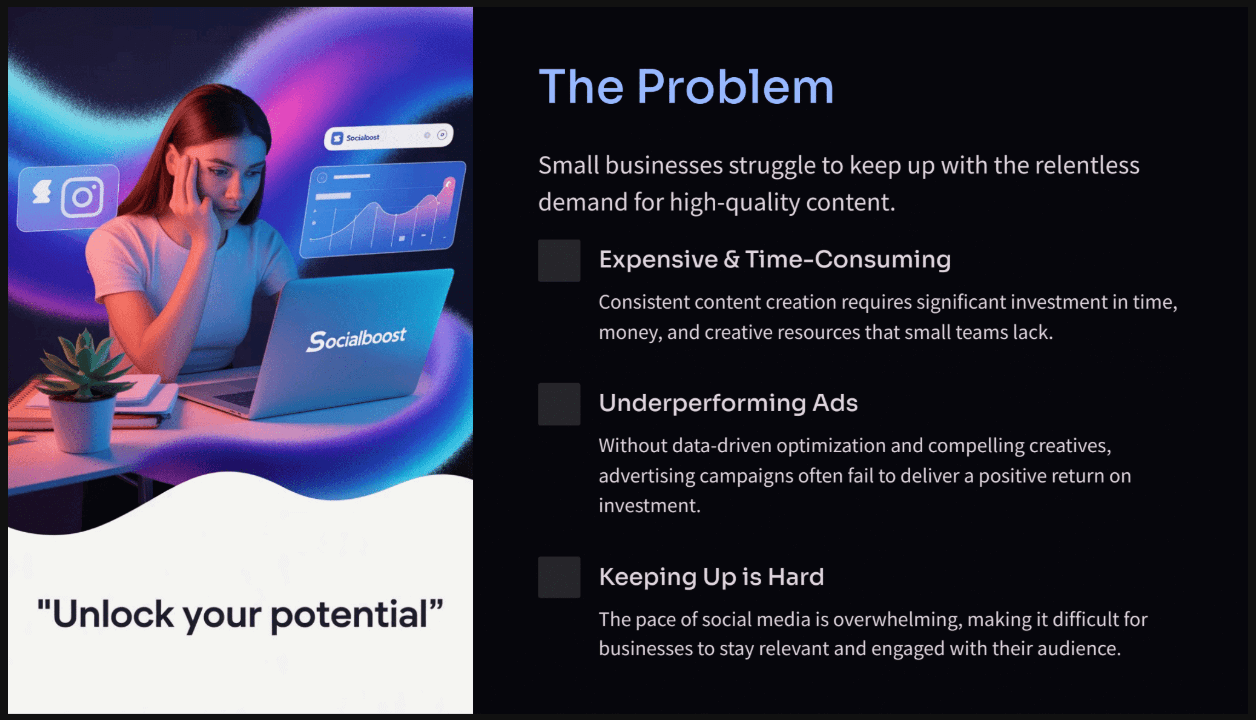 Socialbost
Socialboost
"Unlock your potential”
The Problem
Small businesses struggle to keep up with the relentless
demand for high-quality content.
Expensive & Time-Consuming
Consistent content creation requires significant investment in time,
money, and creative resources that small teams lack.
Underperforming Ads
Without data-driven optimization and compelling creatives,
advertising campaigns often fail to deliver a positive return on
investment.
Keeping Up is Hard
The pace of social media is overwhelming, making it difficult for
businesses to stay relevant and engaged with their audience.